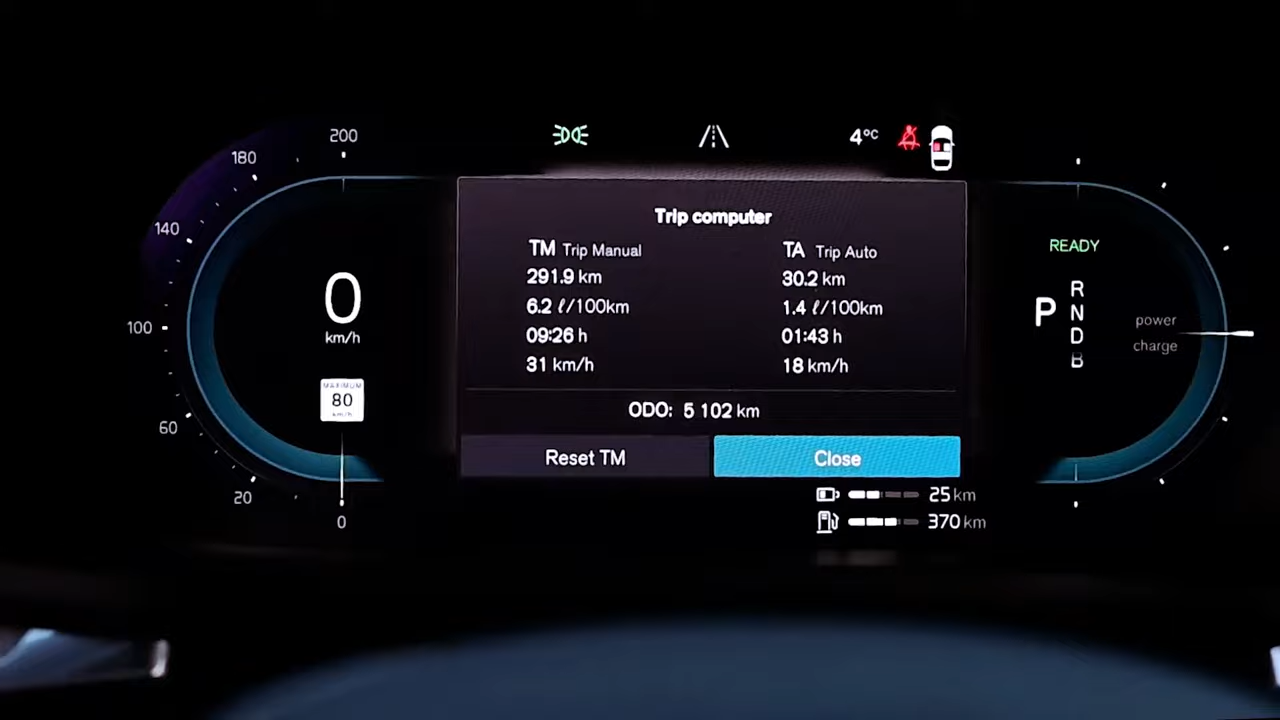 200
180
140
100
60
20
0
0
km/h
MAXIMUM
80
km/h
4°C
Trip computer
TM Trip Manual
291.9 km
6.2 ℓ/100km
09:26 h
31 km/h
TA Trip Auto
30.2 km
1.4 ℓ/100km
01:43 h
18 km/h
ODO: 5 102 km
Reset TM
Close
25 km
370 km
READY
P
R
N
D
B
power
charge